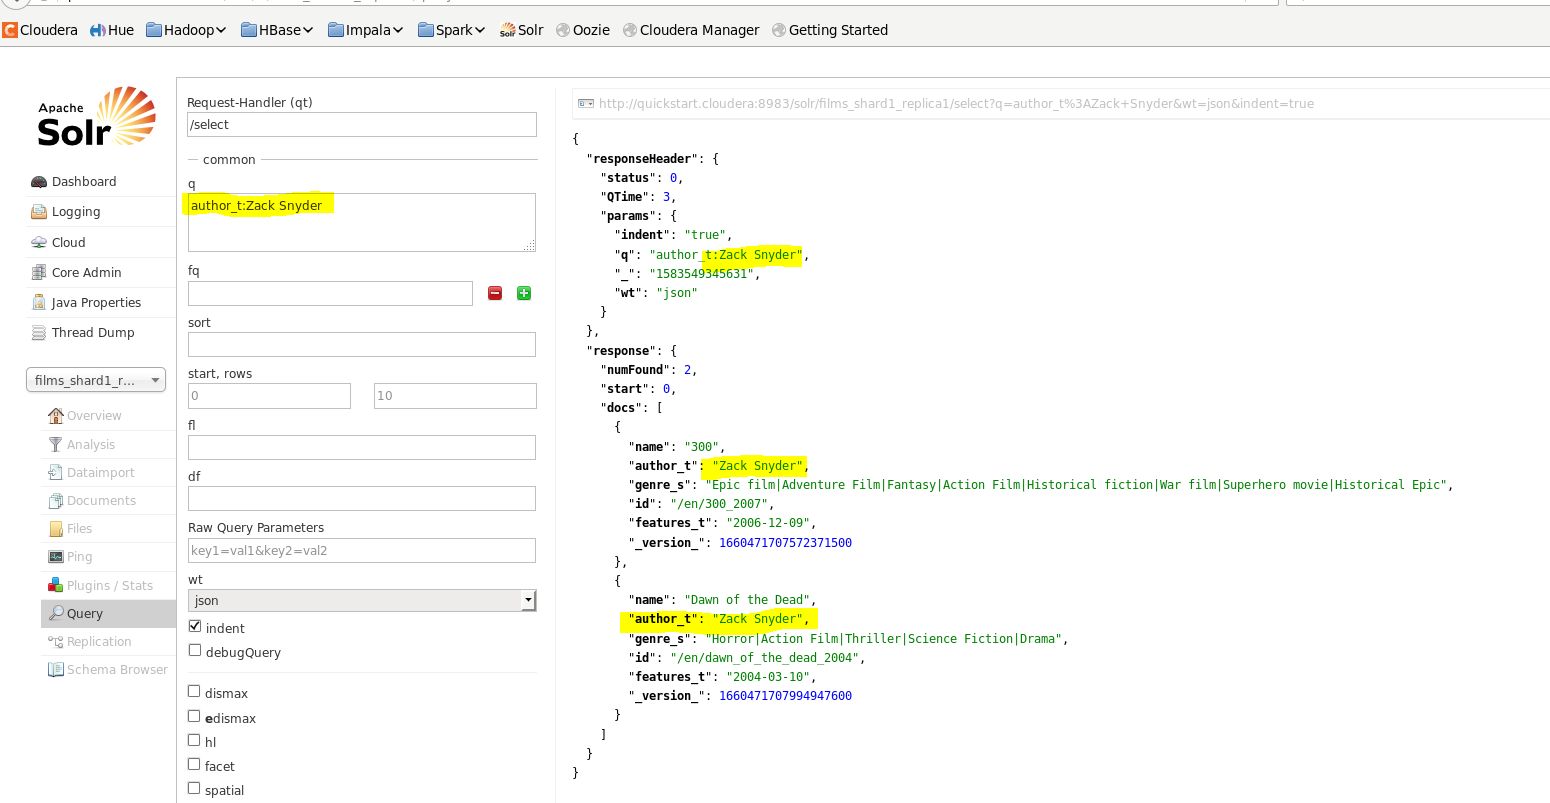 Cloudera Hue Hadoop HBase Impala Spark Solr Oozie Cloudera Manager Getting Started
Apache
Solr
Dashboard
Logging
Cloud
Core Admin
Java Properties
Thread Dump
films_shard1_r...
Overview
Analysis
Dataimport
Documents
Files
Ping
Plugins / Stats
Query
Replication
Schema Browser
Request-Handler (qt)
/select
common
q
author_t:Zack Snyder
fq
sort
start, rows
0 10
fl
df
Raw Query Parameters
key1=val1&key2=val2
wt
json
indent
debugQuery
dismax
edismax
hl
facet
spatial
http://quickstart.cloudera:8983/solr/films_shard1_replica1/select?q=author_t%3AZack+Snyder&wt=json&indent=true
{
"responseHeader": {
"status": 0,
"QTime": 3,
"params": {
"indent": "true",
"q": "author_t:Zack Snyder",
"_": "1583549345631",
"wt": "json"
}
},
"response": {
"numFound": 2,
"start": 0,
"docs": [
{
"name": "300",
"author_t": "Zack Snyder",
"genre_s": "Epic film|Adventure Film|Fantasy|Action Film|Historical fiction|War film|Superhero movie|Historical Epic",
"id": "/en/300_2007",
"features_t": "2006-12-09",
"_version_": 1660471707572371500
},
{
"name": "Dawn of the Dead",
"author_t": "Zack Snyder",
"genre_s": "Horror|Action Film|Thriller|Science Fiction|Drama",
"id": "/en/dawn_of_the_dead_2004",
"features_t": "2004-03-10",
"_version_": 1660471707994947600
}
]
}
}